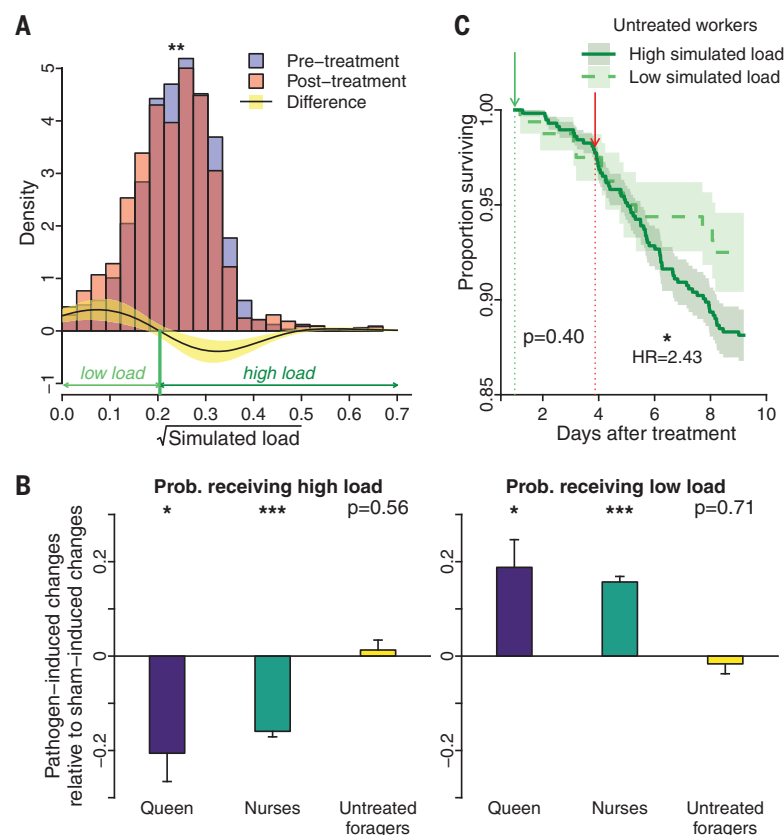 A
**
Pre−treatment
Post−treatment
Difference
Density
−1 0 1 2 3 4 5
low load
high load
0.0 0.1 0.2 0.3 0.4 0.5 0.6 0.7
√Simulated load
C
Untreated workers
High simulated load
Low simulated load
Proportion surviving
0.85 0.90 0.95 1.00
p=0.40
*
HR=2.43
2 4 6 8 10
Days after treatment
B
Pathogen−induced changes
relative to sham−induced changes
Prob. receiving high load
* *** p=0.56
−0.2 0 0.2
Queen Nurses Untreated
foragers
Prob. receiving low load
* *** p=0.71
−0.2 0 0.2
Queen Nurses Untreated
foragers